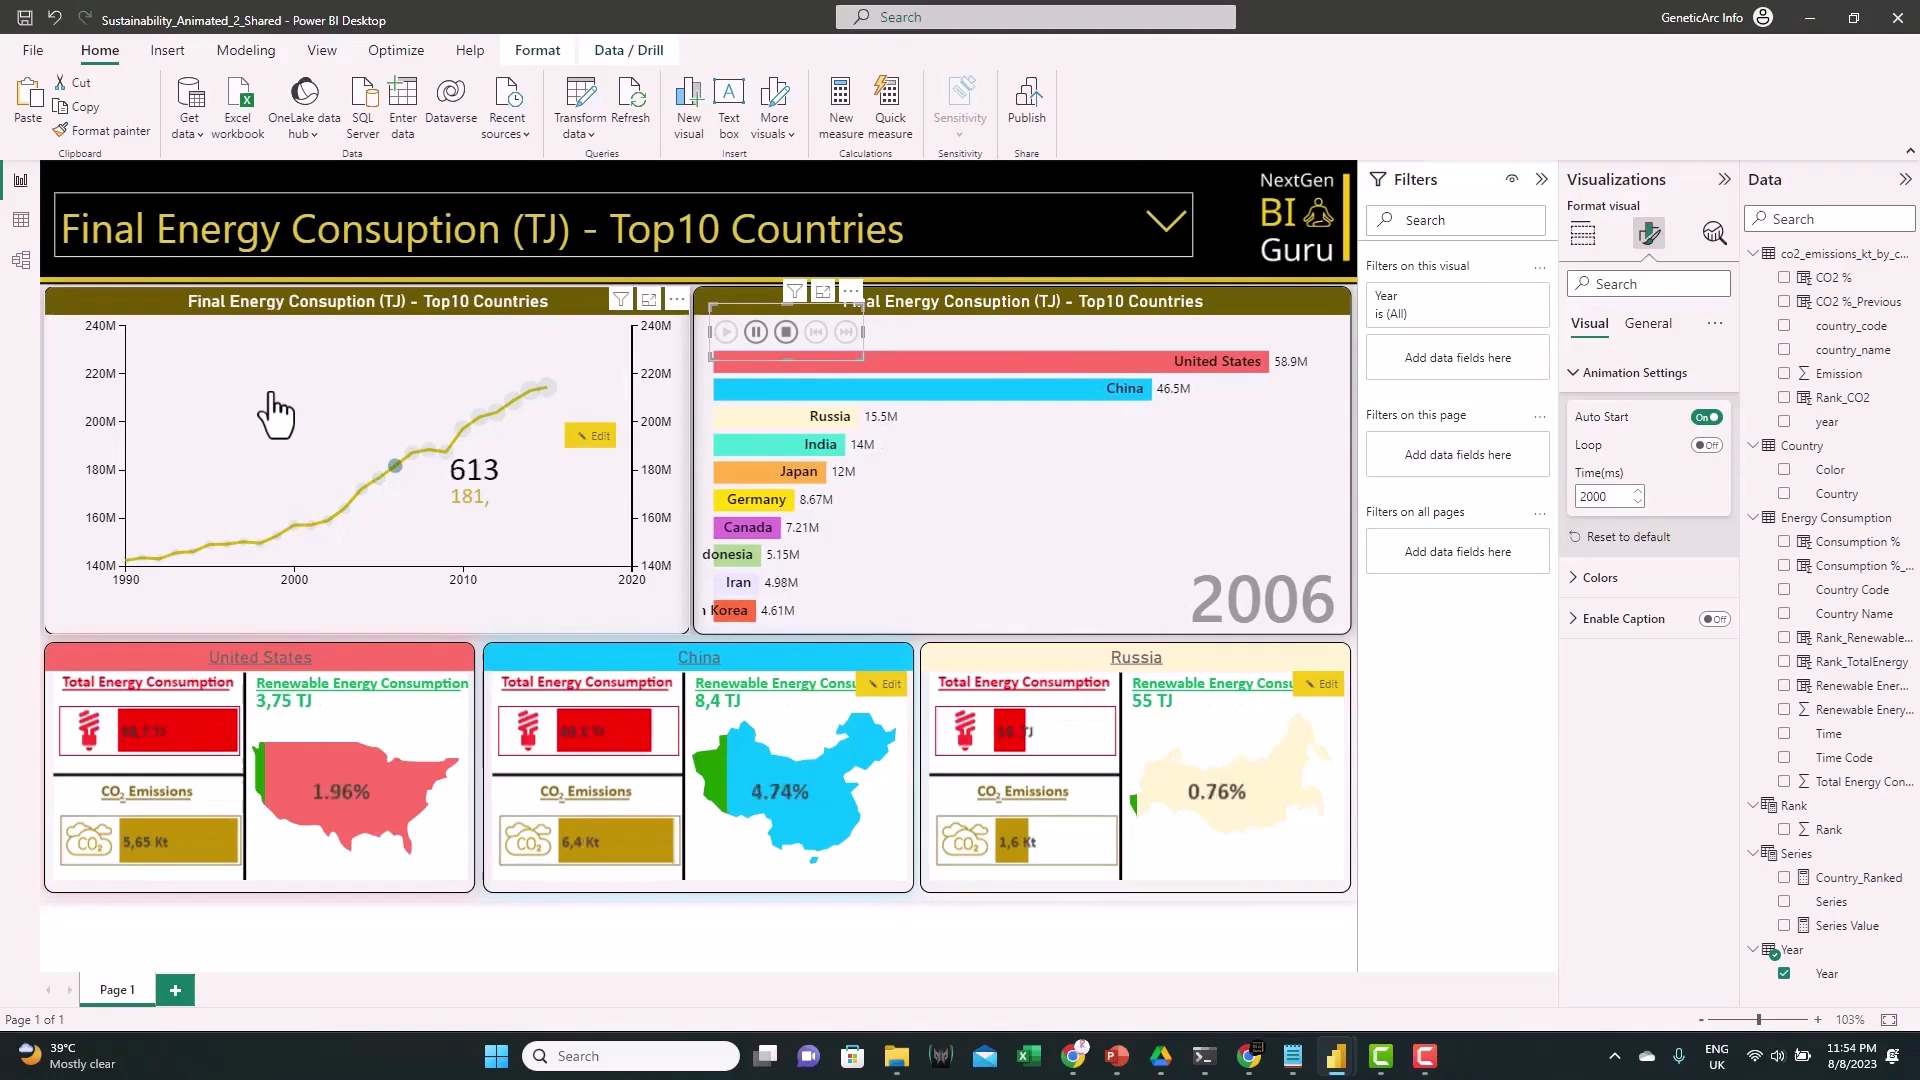 Sustainability_Animated_2_Shared - Power BI Desktop
Search
GeneticArc Info
File
Home
Insert
Modeling
View
Optimize
Help
Format
Data / Drill
Paste
Cut
Copy
Format painter
Get data
Excel workbook
OneLake data hub
SQL Server
Enter data
Dataverse
Recent sources
Transform data
Refresh
New visual
Text box
More visuals
New measure
Quick measure
Sensitivity
Publish
Clipboard
Data
Queries
Insert
Calculations
Sensitivity
Share
Final Energy Consuption (TJ) - Top10 Countries
NextGen
BI
Guru
Final Energy Consuption (TJ) - Top10 Countries
240M
220M
200M
180M
160M
140M
240M
220M
200M
180M
160M
140M
1990
2000
2010
2020
613
181,
Edit
al Energy Consuption (TJ) - Top10 Countries
United States 58.9M
China 46.5M
Russia 15.5M
India 14M
Japan 12M
Germany 8.67M
Canada 7.21M
donesia 5.15M
Iran 4.98M
Korea 4.61M
2006
United States
Total Energy Consumption
Renewable Energy Consumption
3,75 TJ
CO2 Emissions
CO2
5,65 Kt
1.96%
China
Total Energy Consumption
Renewable Energy Consu
Edit
8,4 TJ
CO2 Emissions
CO2
6,4 Kt
4.74%
Russia
Total Energy Consumption
Renewable Energy Consu
Edit
55 TJ
CO2 Emissions
CO2
1,6 Kt
0.76%
Filters
Search
Filters on this visual
...
Year
is (All)
Add data fields here
Filters on this page
...
Add data fields here
Filters on all pages
...
Add data fields here
Visualizations
Format visual
Search
Visual
General
...
Animation Settings
Auto Start
On
Loop
Off
Time(ms)
2000
Reset to default
Colors
Enable Caption
Off
Data
Search
co2_emissions_kt_by_c...
CO2 %
CO2 %_Previous
country_code
country_name
Emission
Rank_CO2
year
Country
Color
Country
Energy Consumption
Consumption %
Consumption %_...
Country Code
Country Name
Rank_Renewable...
Rank_TotalEnergy
Renewable Ener...
Renewable Enery...
Time
Time Code
Total Energy Con...
Rank
Rank
Series
Country_Ranked
Series
Series Value
Year
Year
Page 1
+
Page 1 of 1
- + 103%
39°C
Mostly clear
Search
ENG
UK
11:54 PM
8/8/2023